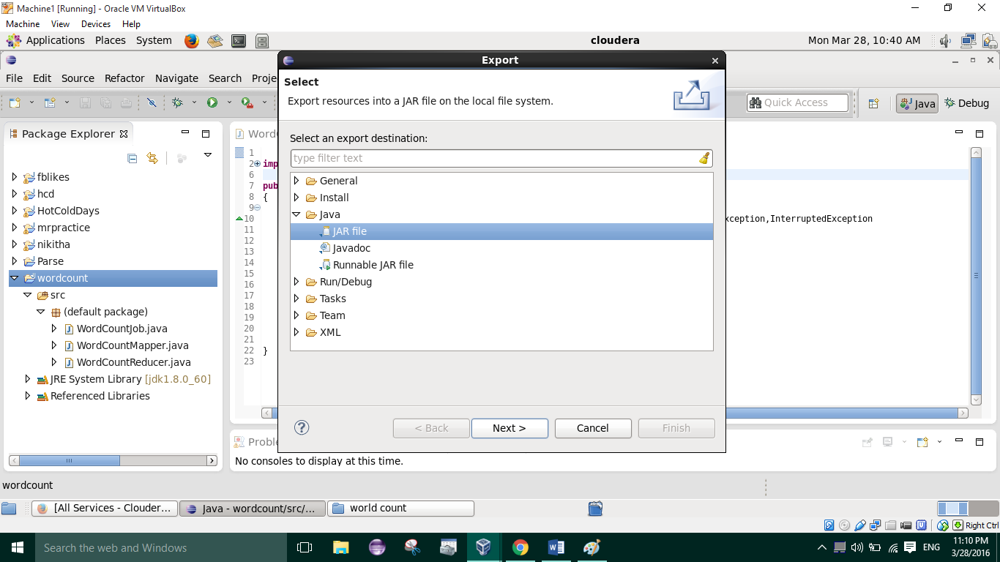 Machine1 [Running] - Oracle VM VirtualBox
Machine View Devices Help
Applications Places System cloudera Mon Mar 28, 10:40 AM
Export
File Edit Source Refactor Navigate Search
Select
Export resources into a JAR file on the local file system.
Quick Access Java Debug
Package Explorer
Select an export destination:
type filter text
fblikes
hcd
HotColdDays
mrpractice
nikitha
Parse
wordcount
src
(default package)
WordCountJob.java
WordCountMapper.java
WordCountReducer.java
JRE System Library [jdk1.8.0_60]
Referenced Libraries
1
2 imp
6
7 pub
8 {
9
10 xception,InterruptedException
11
12
13
14
15
16
17
18
19
20
21
22 }
23
General
Install
Java
JAR file
Javadoc
Runnable JAR file
Run/Debug
Tasks
Team
XML
< Back Next > Cancel Finish
No consoles to display at this time.
wordcount
[All Services - Clouder... Java - wordcount/src/... world count
Right Ctrl
Search the web and Windows
ENG 11:10 PM
3/28/2016